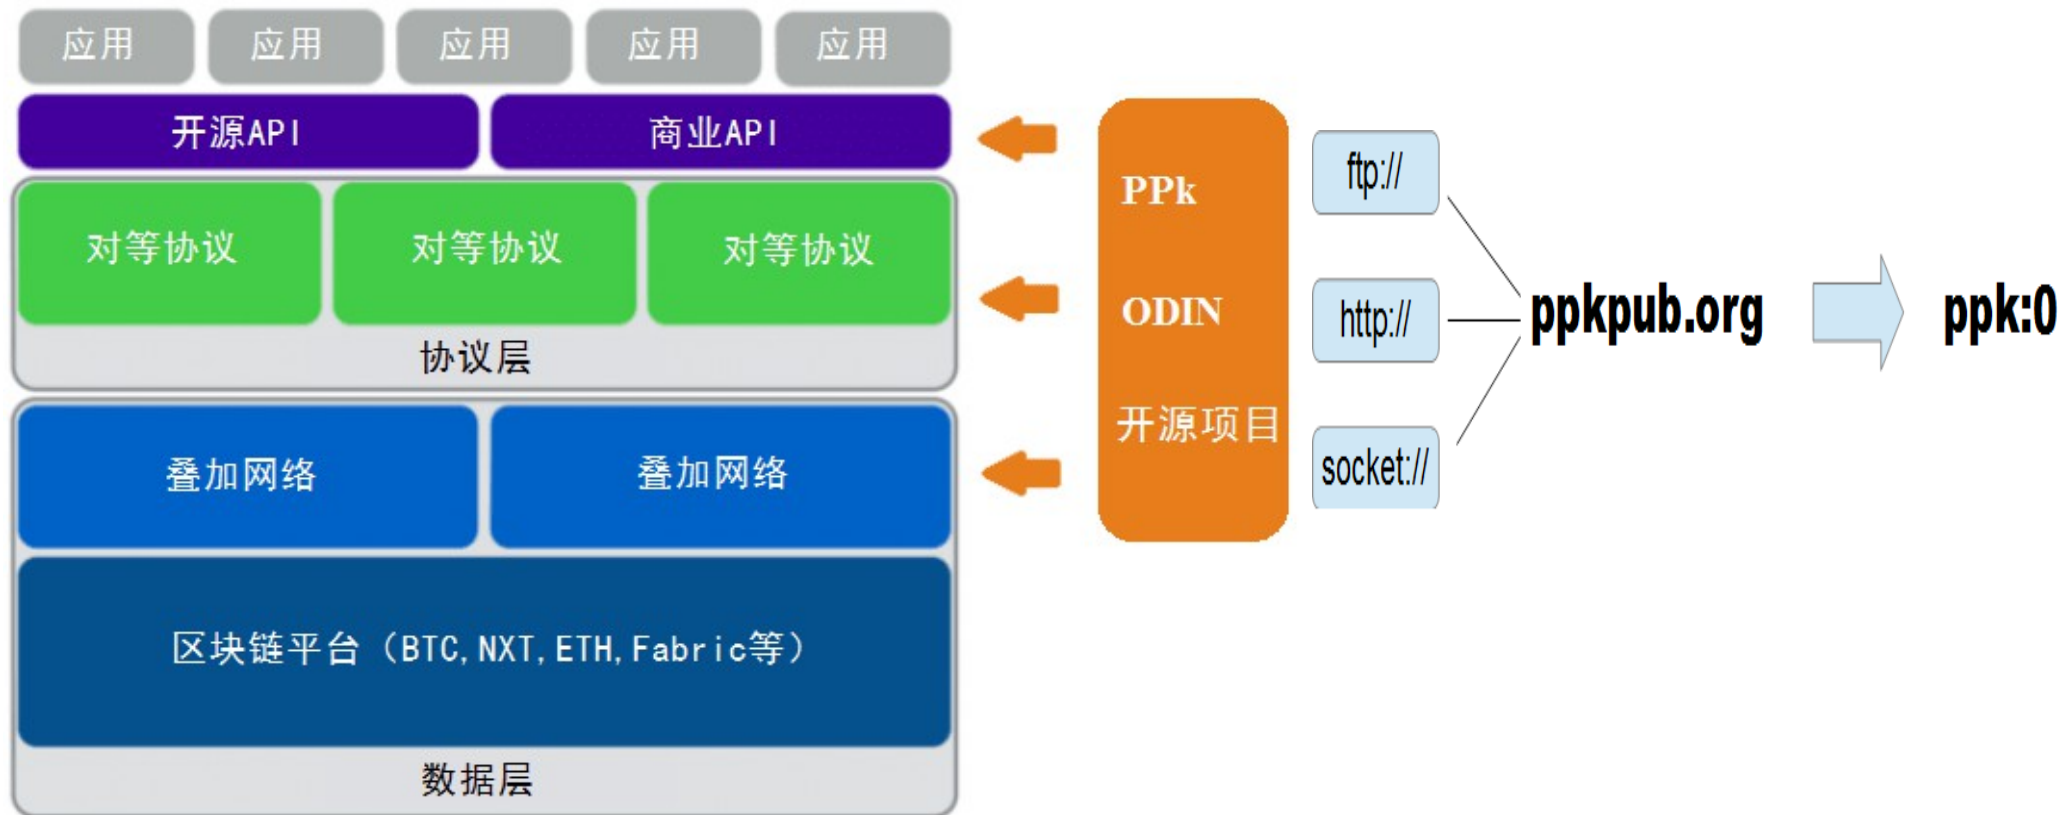 应用 应用 应用 应用 应用
开源API 商业API
对等协议 对等协议 对等协议
协议层
叠加网络 叠加网络
区块链平台（BTC,NXT,ETH,Fabric等）
数据层
PPk
ODIN
开源项目
ftp://
http://
socket://
ppkpub.org
ppk:0